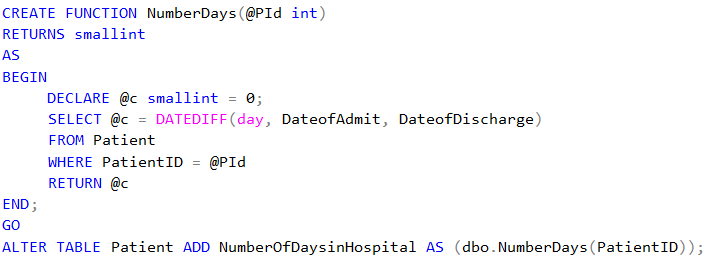 CREATE FUNCTION NumberDays(@PId int)
RETURNS smallint
AS
BEGIN
DECLARE @c smallint = 0;
SELECT @c = DATEDIFF(day, DateofAdmit, DateofDischarge)
FROM Patient
WHERE PatientID = @PId
RETURN @c
END;
GO
ALTER TABLE Patient ADD NumberOfDaysinHospital AS (dbo.NumberDays(PatientID));